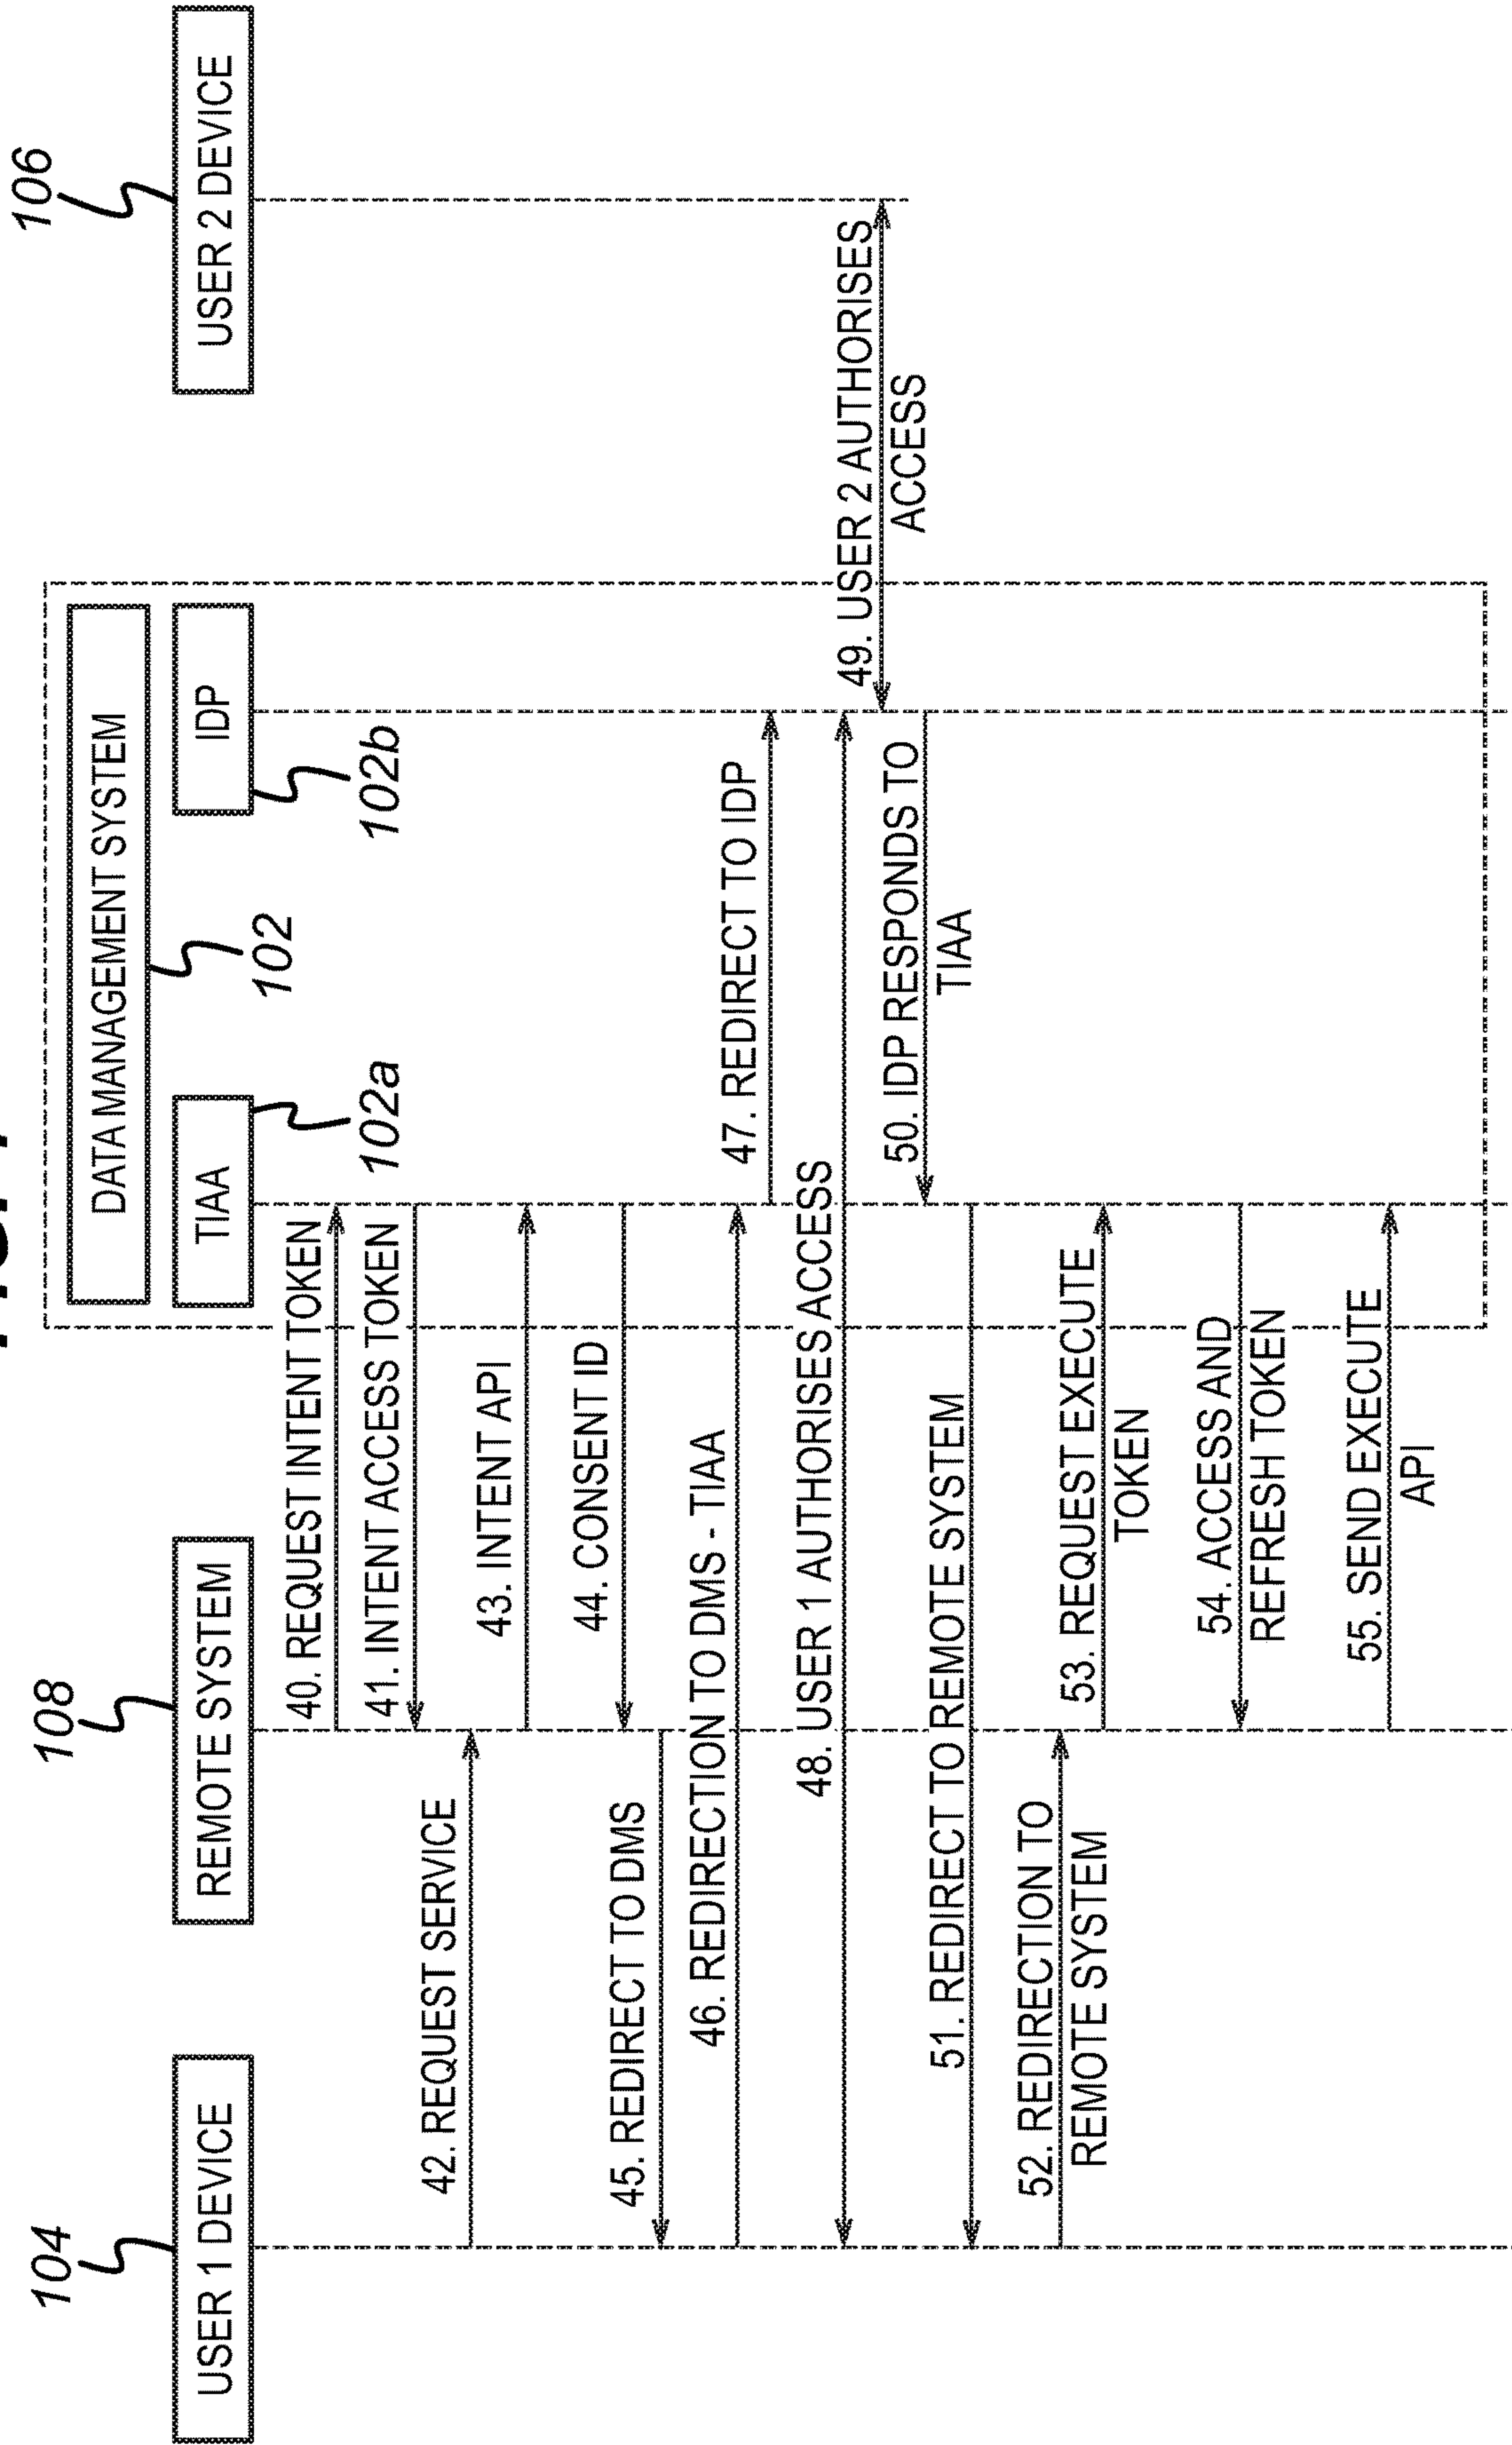 104
108
106
DATA MANAGEMENT SYSTEM
102
USER 1 DEVICE
REMOTE SYSTEM
TIAA
IDP
USER 2 DEVICE
102a
102b
40. REQUEST INTENT TOKEN
41. INTENT ACCESS TOKEN
42. REQUEST SERVICE
43. INTENT API
44. CONSENT ID
45. REDIRECT TO DMS
46. REDIRECTION TO DMS - TIAA
47. REDIRECT TO IDP
48. USER 1 AUTHORISES ACCESS
49. USER 2 AUTHORISES
ACCESS
50. IDP RESPONDS TO
TIAA
51. REDIRECT TO REMOTE SYSTEM
52. REDIRECTION TO
REMOTE SYSTEM
53. REQUEST EXECUTE
TOKEN
54. ACCESS AND
REFRESH TOKEN
55. SEND EXECUTE
API